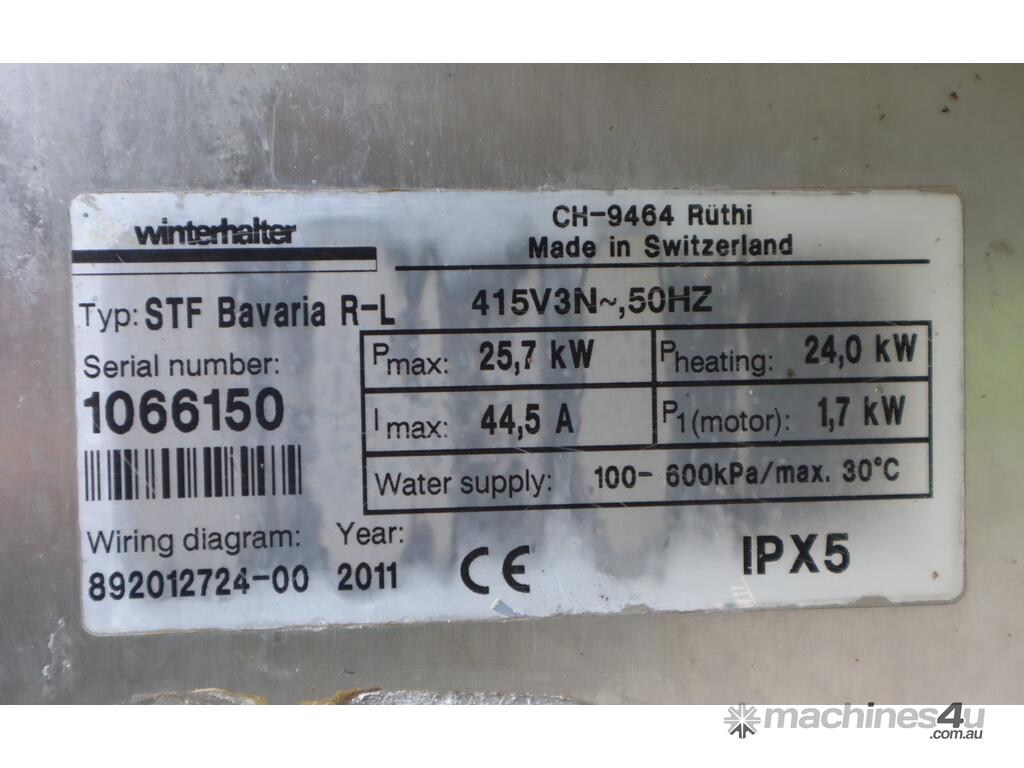 winterhalter
CH-9464 Rüthi
Made in Switzerland
Typ: STF Bavaria R-L 415V3N~,50HZ
Serial number:
1066150
Pmax: 25,7 kW Pheating: 24,0 kW
I max: 44,5 A P1(motor): 1,7 kW
Water supply: 100- 600kPa/max. 30°C
Wiring diagram: Year:
892012724-00 2011 CE IPX5
machines4u
.com.au